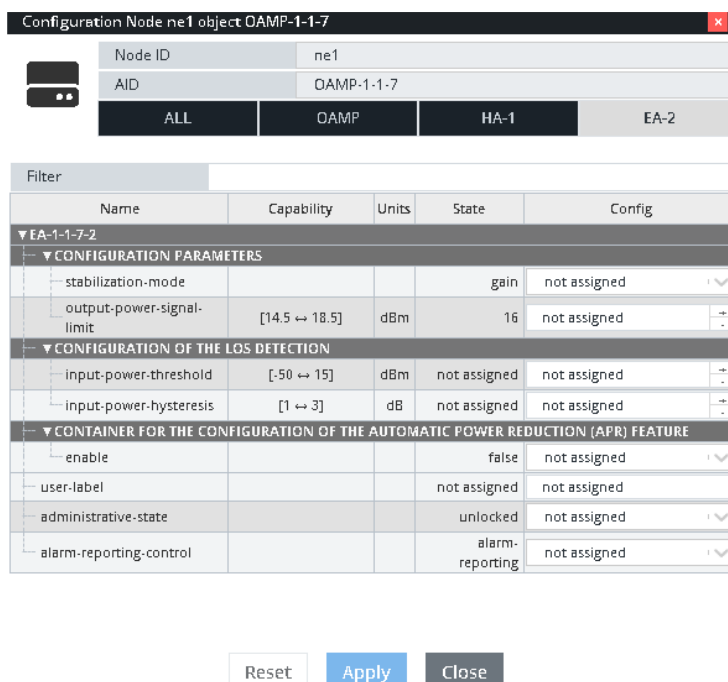 Configuration Node ne1 object OAMP-1-1-7
×
Node ID ne1
AID OAMP-1-1-7
ALL OAMP HA-1 EA-2
Filter
Name Capability Units State Config
▼EA-1-1-7-2
▼CONFIGURATION PARAMETERS
stabilization-mode gain not assigned
output-power-signal-
limit [14.5 ↔ 18.5] dBm 16 not assigned + -
▼CONFIGURATION OF THE LOS DETECTION
input-power-threshold [-50 ↔ 15] dBm not assigned not assigned + -
input-power-hysteresis [1 ↔ 3] dB not assigned not assigned + -
▼CONTAINER FOR THE CONFIGURATION OF THE AUTOMATIC POWER REDUCTION (APR) FEATURE
enable false not assigned
user-label not assigned not assigned
administrative-state unlocked not assigned
alarm-reporting-control alarm-
reporting not assigned
Reset Apply Close